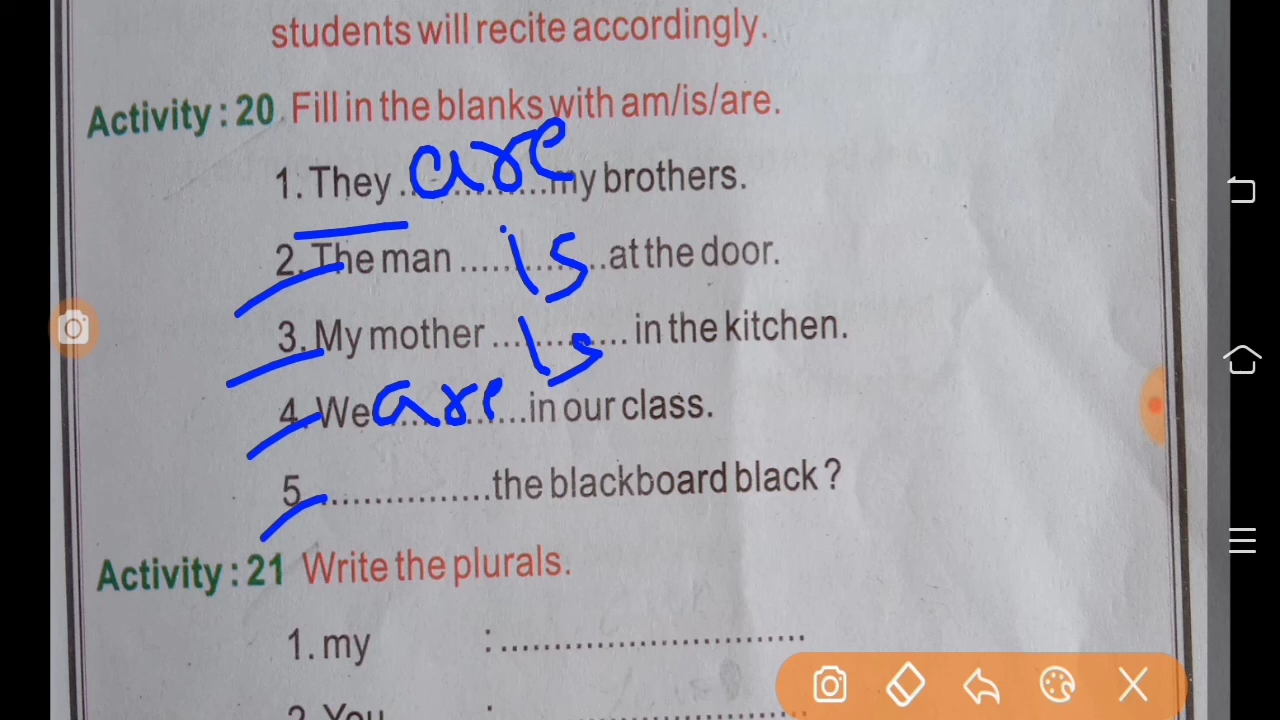 students will recite accordingly.
Activity : 20 Fill in the blanks with am/is/are.
1. They are my brothers.
2. The man ..... is ..at the door.
3. My mother ... is ... in the kitchen.
4. We are ...in our class.
5. ................the blackboard black ?
Activity : 21 Write the plurals.
1. my : ............................
2. You : ............................